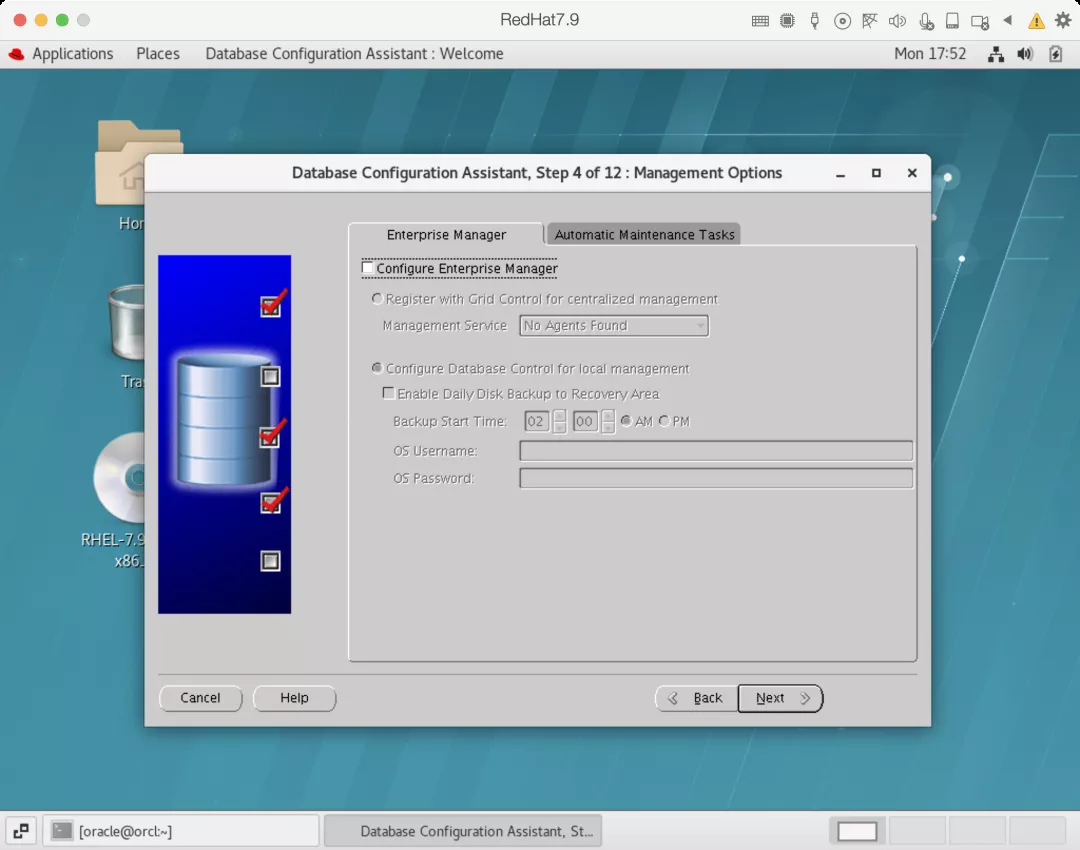 RedHat7.9
Applications Places Database Configuration Assistant : Welcome Mon 17:52
Database Configuration Assistant, Step 4 of 12 : Management Options
Hor
Tras
RHEL-7.9
x86_
Enterprise Manager Automatic Maintenance Tasks
Configure Enterprise Manager
Register with Grid Control for centralized management
Management Service No Agents Found
Configure Database Control for local management
Enable Daily Disk Backup to Recovery Area
Backup Start Time: 02 00 AM PM
OS Username:
OS Password:
Cancel Help Back Next
[oracle@orcl:~] Database Configuration Assistant, St...